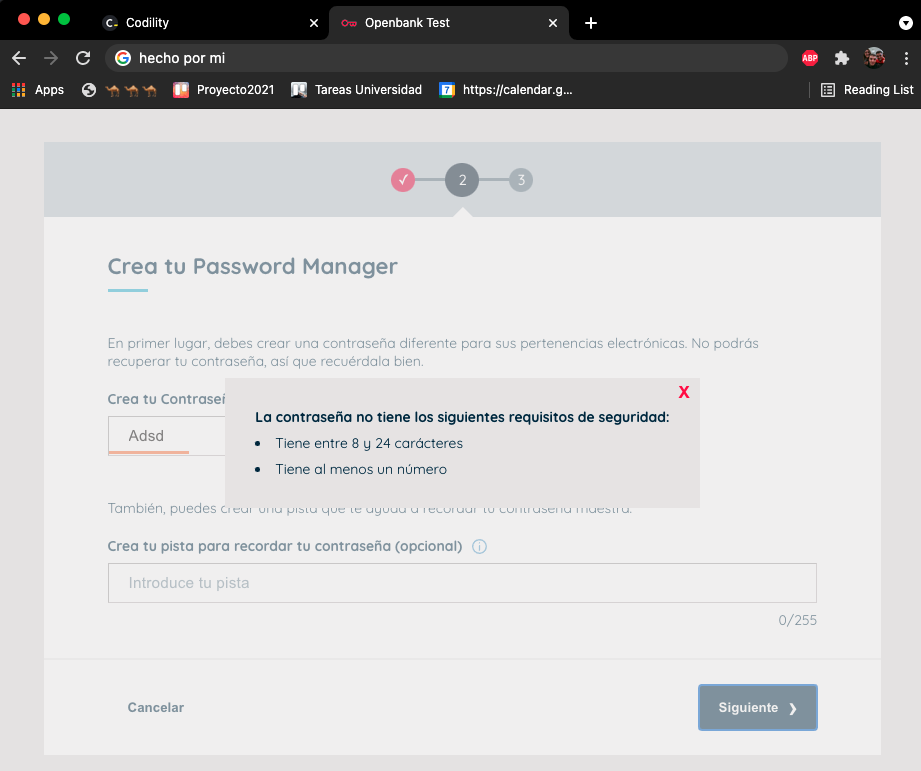 Codility
Openbank Test
hecho por mi
ABP
Apps
Proyecto2021
Tareas Universidad
7
https://calendar.g...
Reading List
2
3
Crea tu Password Manager
En primer lugar, debes crear una contraseña diferente para sus pertenencias electrónicas. No podrás
recuperar tu contraseña, así que recuérdala bien.
Crea tu Contraseñ
X
La contraseña no tiene los siguientes requisitos de seguridad:
Adsd
• Tiene entre 8 y 24 carácteres
• Tiene al menos un número
También, puedes crear una pista que te ayuda a recordar tu contraseña maestra.
Crea tu pista para recordar tu contraseña (opcional)
Introduce tu pista
0/255
Cancelar
Siguiente